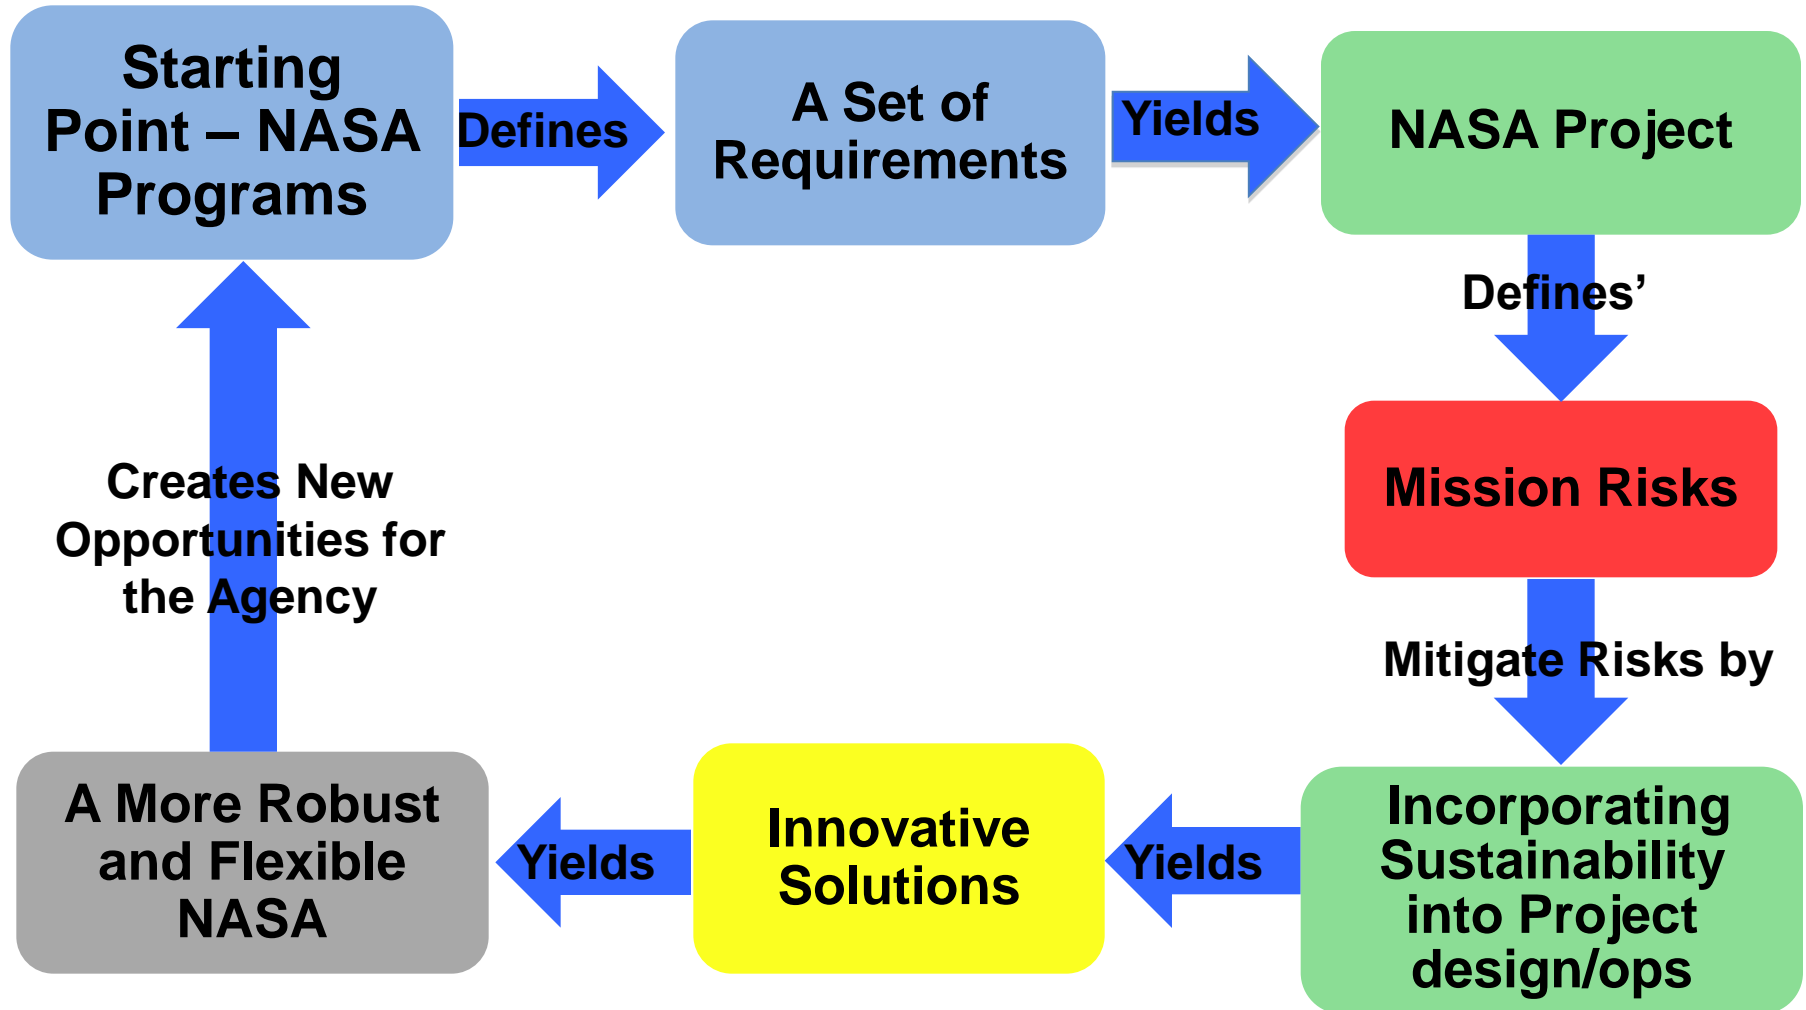 Starting
Point – NASA
Programs
Defines
A Set of
Requirements
Yields
NASA Project
Defines’
Mission Risks
Mitigate Risks by
Incorporating
Sustainability
into Project
design/ops
Yields
Innovative
Solutions
Yields
A More Robust
and Flexible
NASA
Creates New
Opportunities for
the Agency